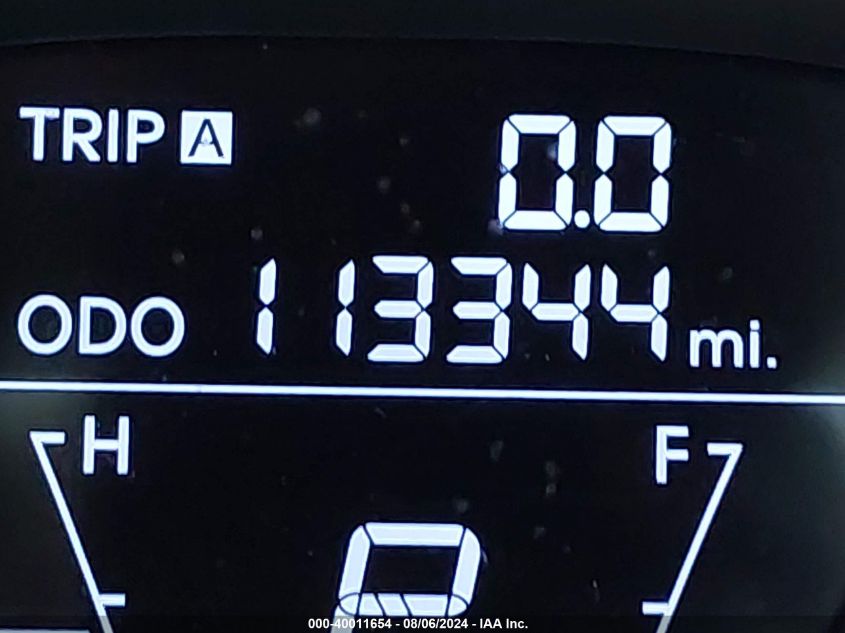 TRIP A 0.0
ODO 113344 mi.
H F
P
000-40011654 - 08/06/2024 - IAA Inc.